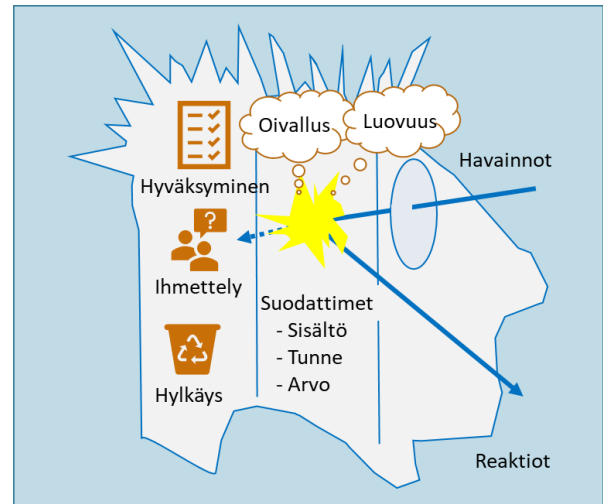 Oivallus
Luovuus
Havainnot
Hyväksyminen
?
Ihmettely
Suodattimet
- Sisältö
- Tunne
- Arvo
Hylkäys
Reaktiot